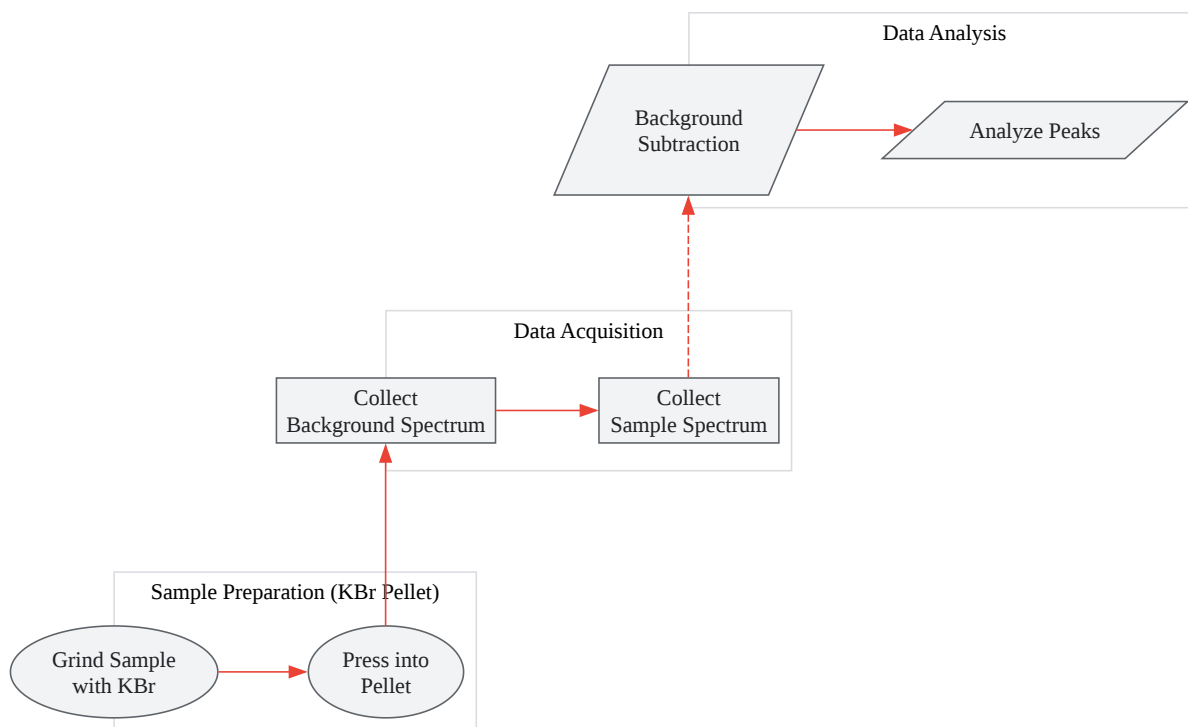 Data Analysis
Background
Subtraction
Analyze Peaks
Data Acquisition
Collect
Background Spectrum
Collect
Sample Spectrum
Sample Preparation (KBr Pellet)
Grind Sample
with KBr
Press into
Pellet